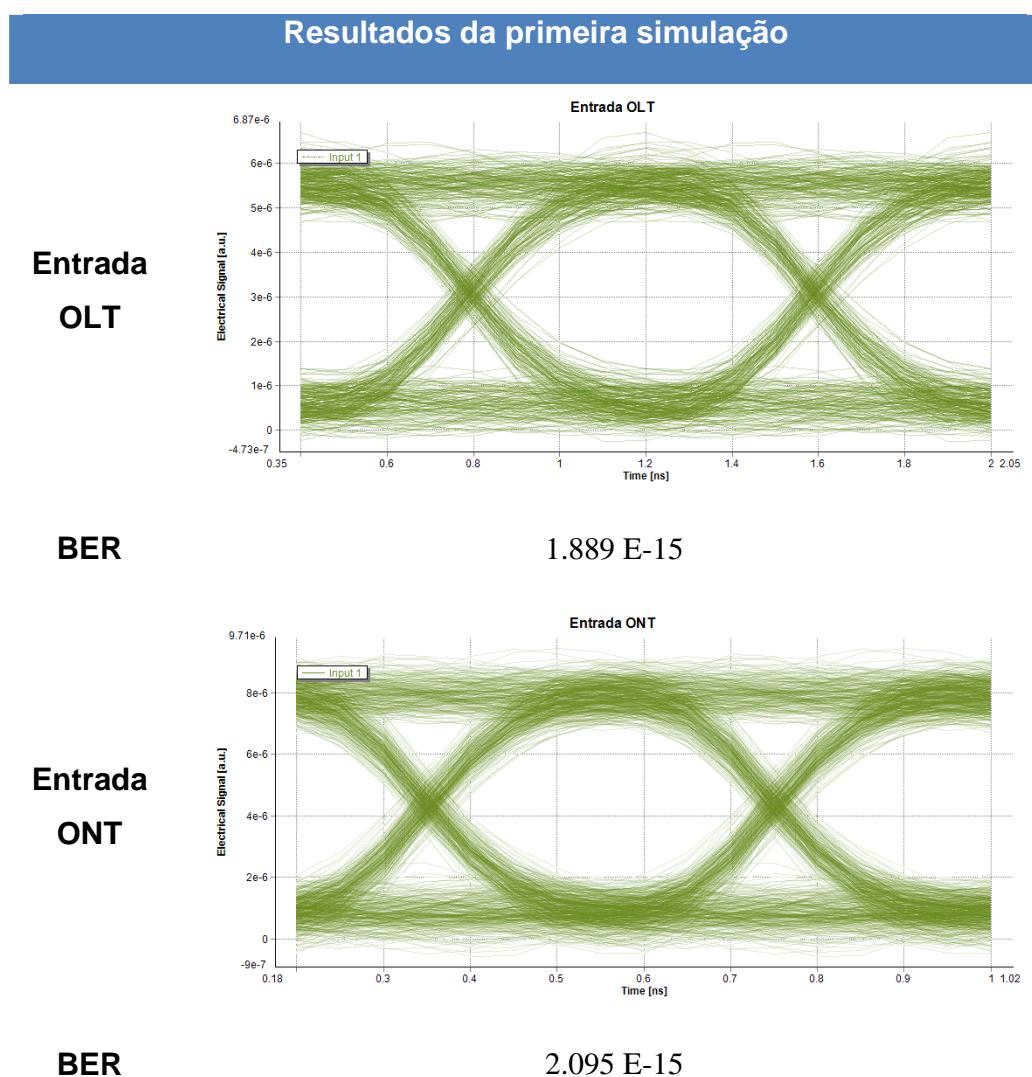 Resultados da primeira simulação
Entrada OLT
6.87e-6
Input 1
6e-6
5e-6
4e-6
3e-6
2e-6
1e-6
0
-4.73e-7
Electrical Signal [a.u.]
0.35 0.6 0.8 1 1.2 1.4 1.6 1.8 2 2.05
Time [ns]
Entrada
OLT
BER 1.889 E-15
Entrada ONT
9.71e-6
Input 1
8e-6
6e-6
4e-6
2e-6
0
-9e-7
Electrical Signal [a.u.]
0.18 0.3 0.4 0.5 0.6 0.7 0.8 0.9 1 1.02
Time [ns]
Entrada
ONT
BER 2.095 E-15